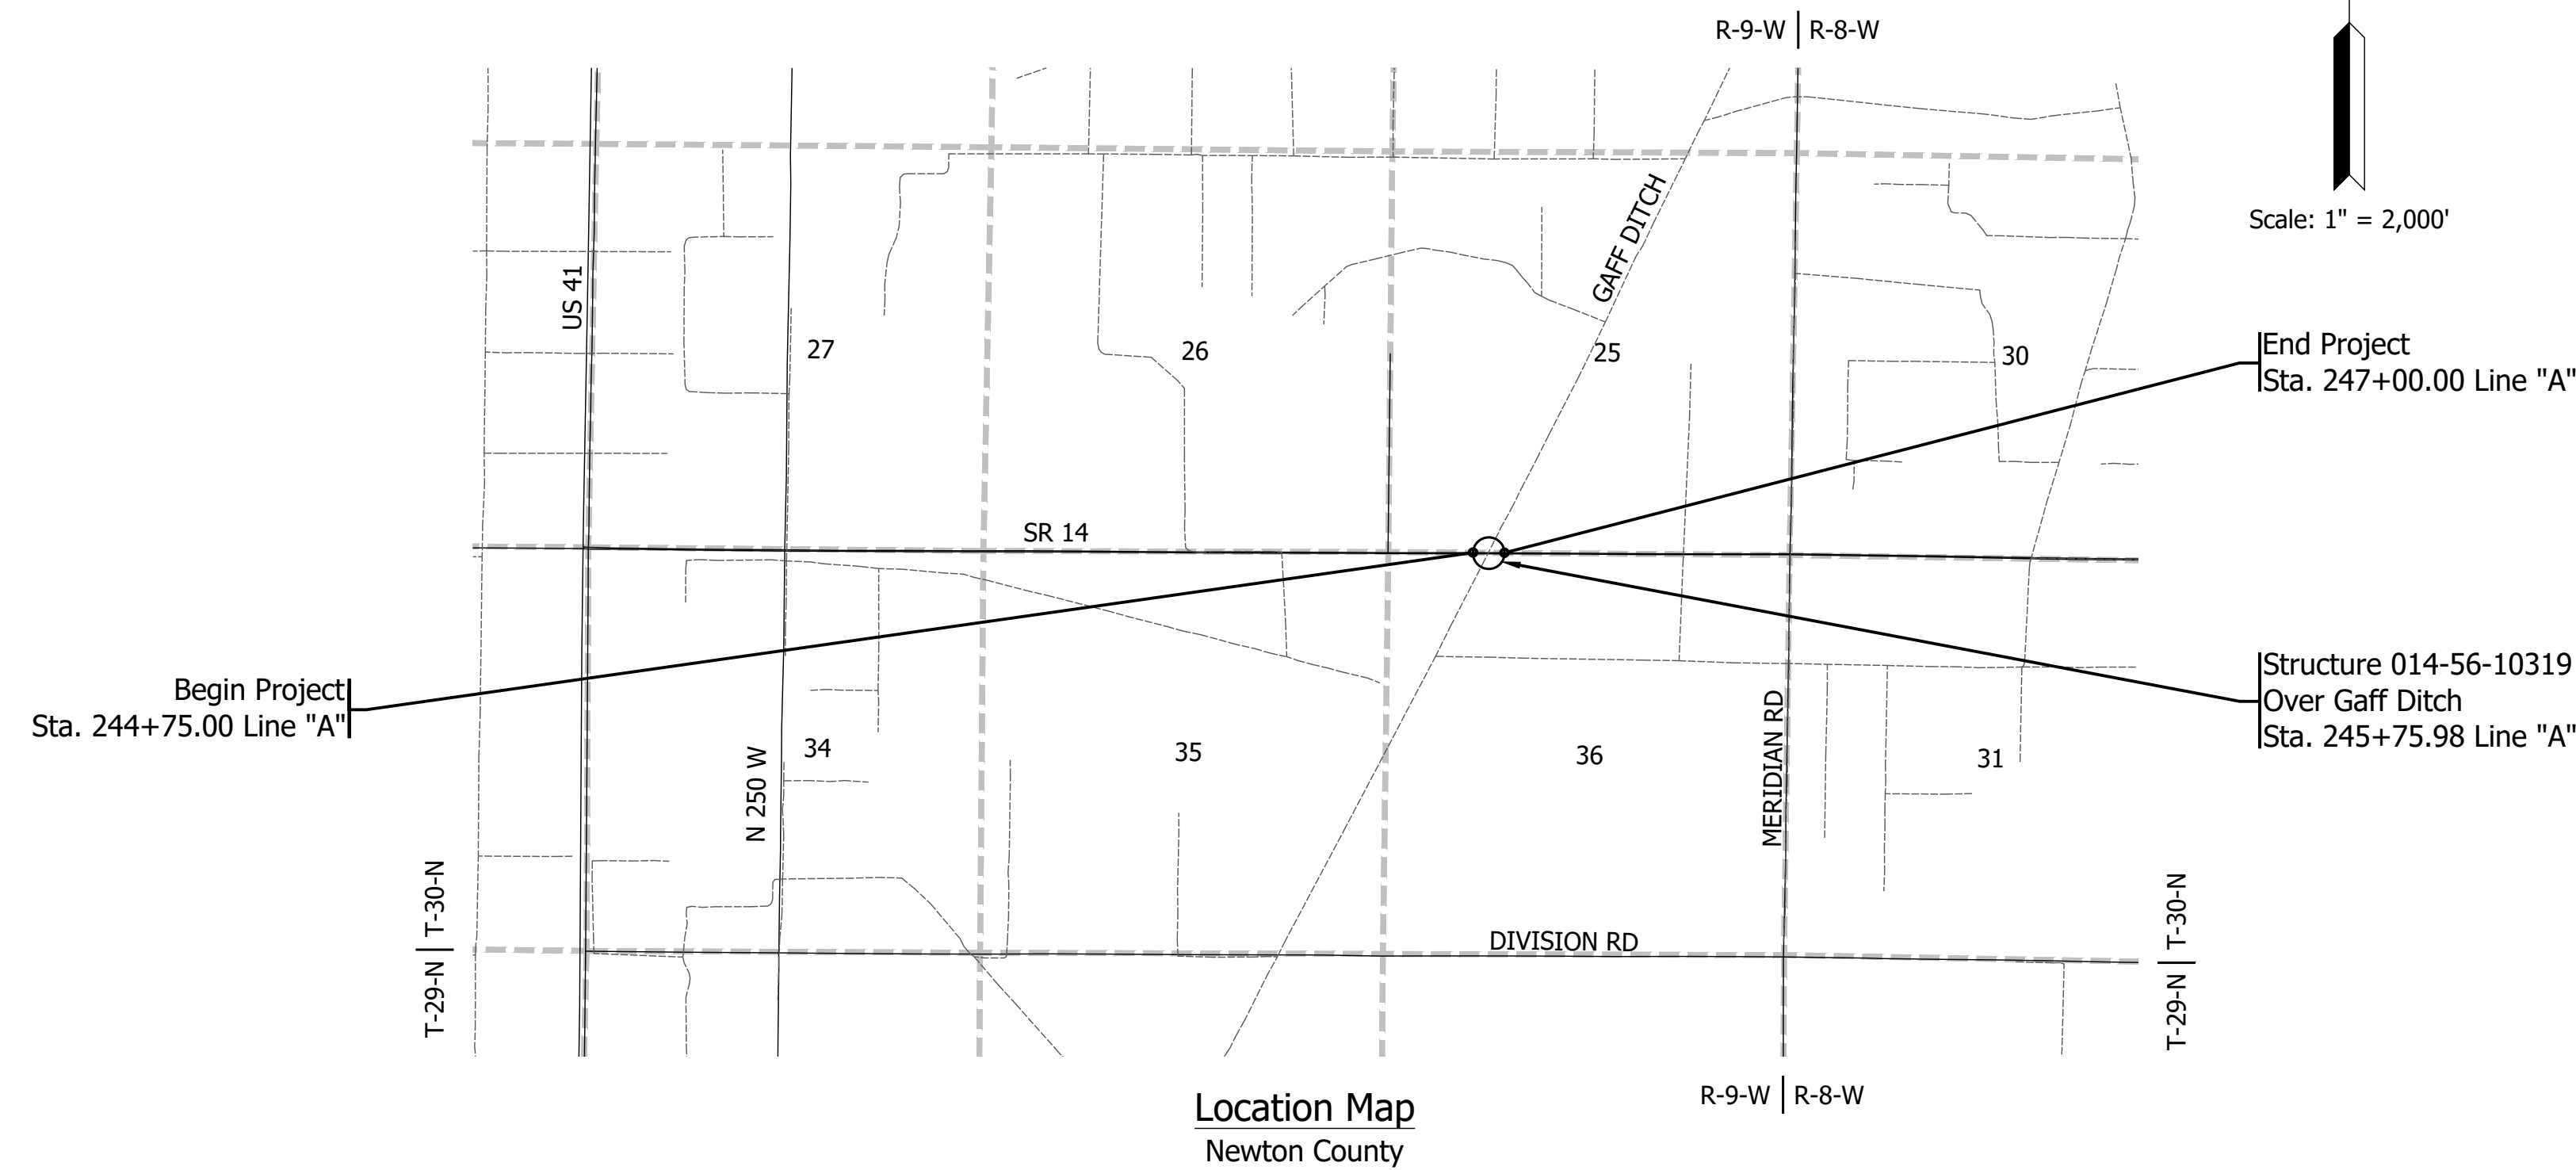 R-9-W R-8-W
Scale: 1" = 2,000'
GAFF DITCH
US 41
27
26
25
30
End Project
Sta. 247+00.00 Line "A"
SR 14
Begin Project
Sta. 244+75.00 Line "A"
Structure 014-56-10319
Over Gaff Ditch
Sta. 245+75.98 Line "A"
34
35
36
31
N 250 W
MERIDIAN RD
DIVISION RD
T-29-N T-30-N
T-29-N T-30-N
R-9-W R-8-W
Location Map
Newton County